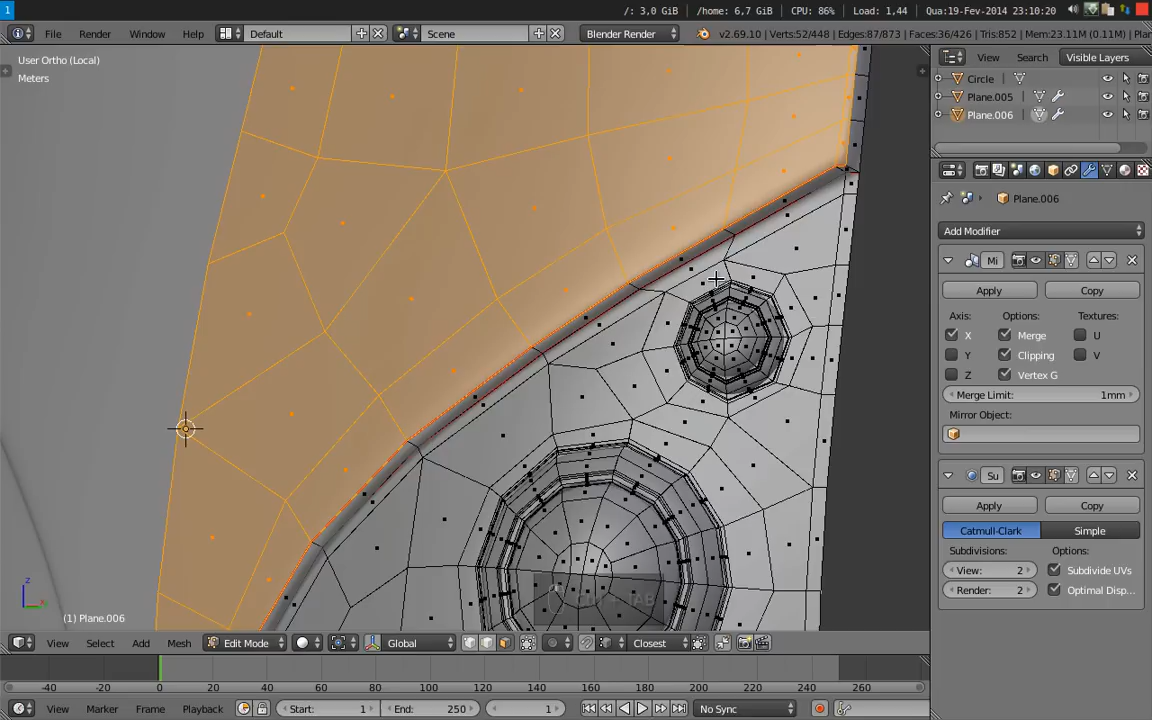 1 /: 3,0 GiB /home: 6,7 GiB CPU: 86% Load: 1,44 Qua:19-Fev-2014 23:10:20
File Render Window Help Default Scene Blender Render v2.69.10 | Verts:52/448 | Edges:87/873 | Faces:36/426 | Tris:852 | Mem:23.11M (0.11M) | Plan
User Ortho (Local)
Meters
View Search Visible Layers
Circle
Plane.005
Plane.006
Plane.006
Add Modifier
Mi
Apply Copy
Axis: Options: Textures:
X Merge U
Y Clipping V
Z Vertex G
Merge Limit: 1mm
Mirror Object:
Su
Apply Copy
Catmull-Clark Simple
Subdivisions: Options:
View: 2 Subdivide UVs
Render: 2 Optimal Disp...
z
x
(1) Plane.006
View Select Add Mesh Edit Mode Global Closest
-40 -20 0 20 40 60 80 100 120 140 160 180 200 220 240 260
View Marker Frame Playback Start: 1 End: 250 1 No Sync